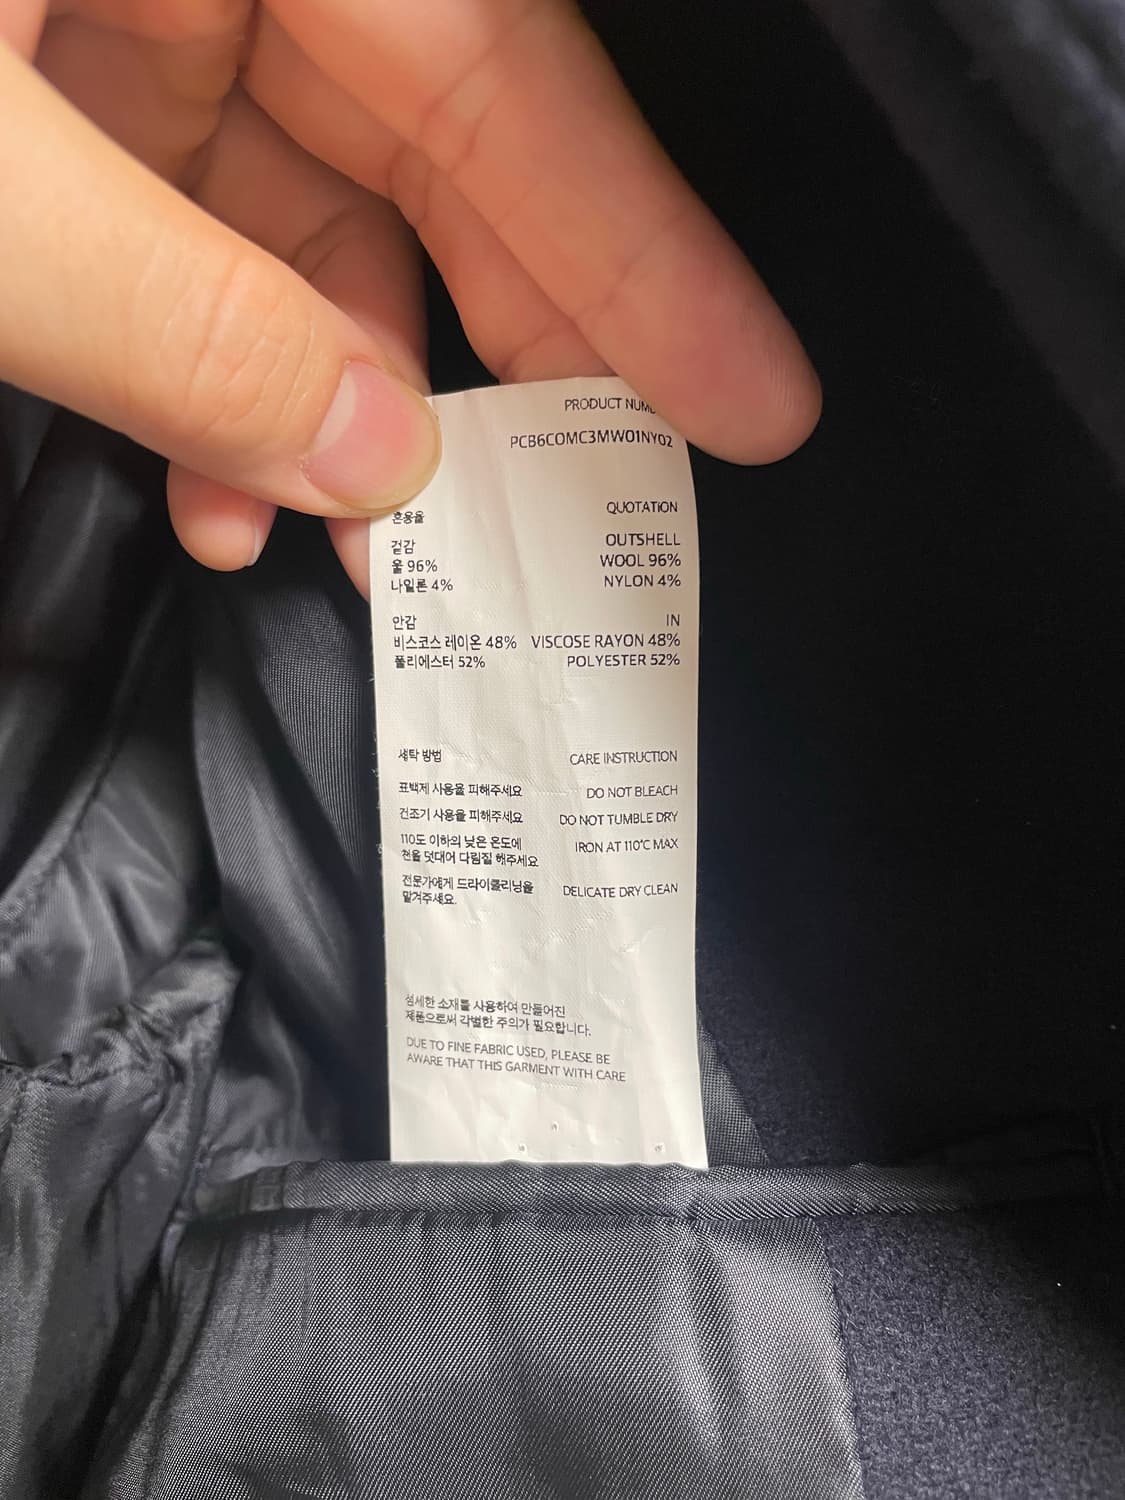 PRODUCT NUM
PCB6COMC3MW01NY02
혼용율 QUOTATION
겉감 OUTSHELL
울 96% WOOL 96%
나일론 4% NYLON 4%
안감 IN
비스코스 레이온 48% VISCOSE RAYON 48%
폴리에스터 52% POLYESTER 52%
세탁 방법 CARE INSTRUCTION
표백제 사용을 피해주세요 DO NOT BLEACH
건조기 사용을 피해주세요 DO NOT TUMBLE DRY
110도 이하의 낮은 온도에 IRON AT 110℃ MAX
천을 덧대어 다림질 해주세요
전문가에게 드라이클리닝을 DELICATE DRY CLEAN
맡겨주세요.
섬세한 소재를 사용하여 만들어진
제품으로써 각별한 주의가 필요합니다.
DUE TO FINE FABRIC USED, PLEASE BE
AWARE THAT THIS GARMENT WITH CARE